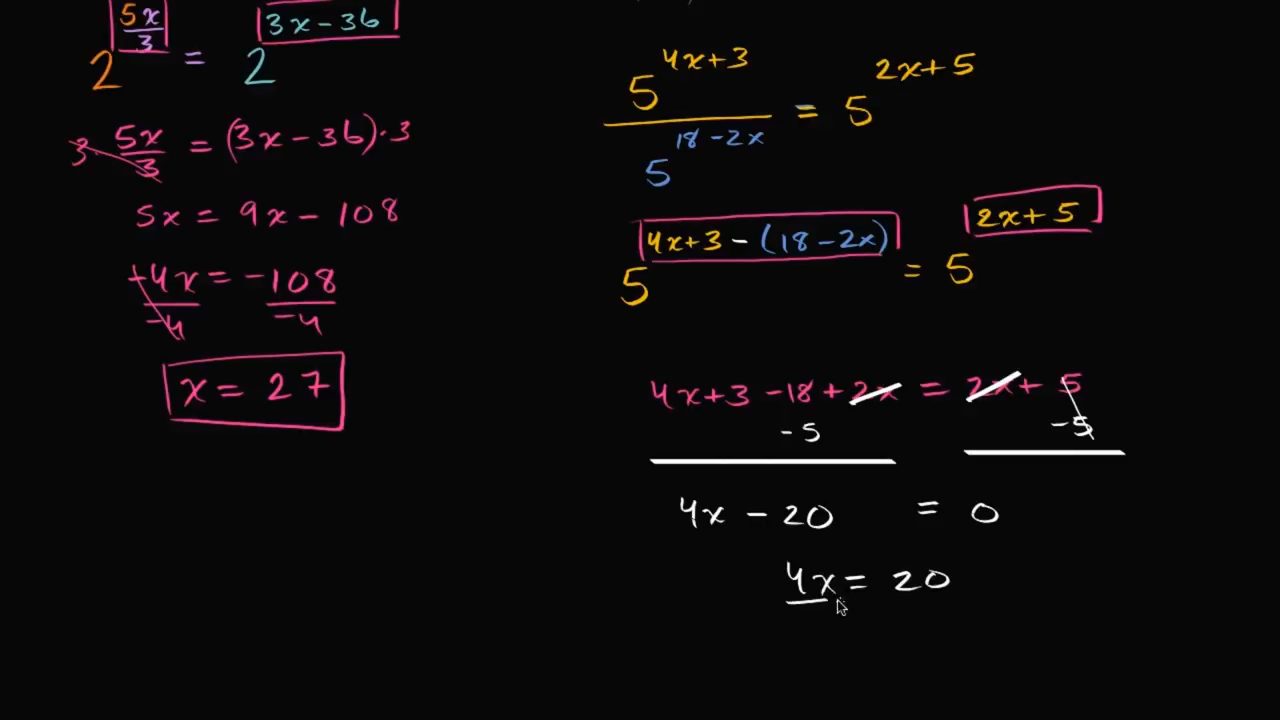 2^(5x/3) = 2^(3x-36)
3· 5x/3 = (3x-36)·3
5x = 9x - 108
+4x = -108
-4 -4
x = 27
5^(4x+3) / 5^(18-2x) = 5^(2x+5)
5^(4x+3-(18-2x)) = 5^(2x+5)
4x+3-18+2x = 2x+5
-5 -5
4x - 20 = 0
4x = 20